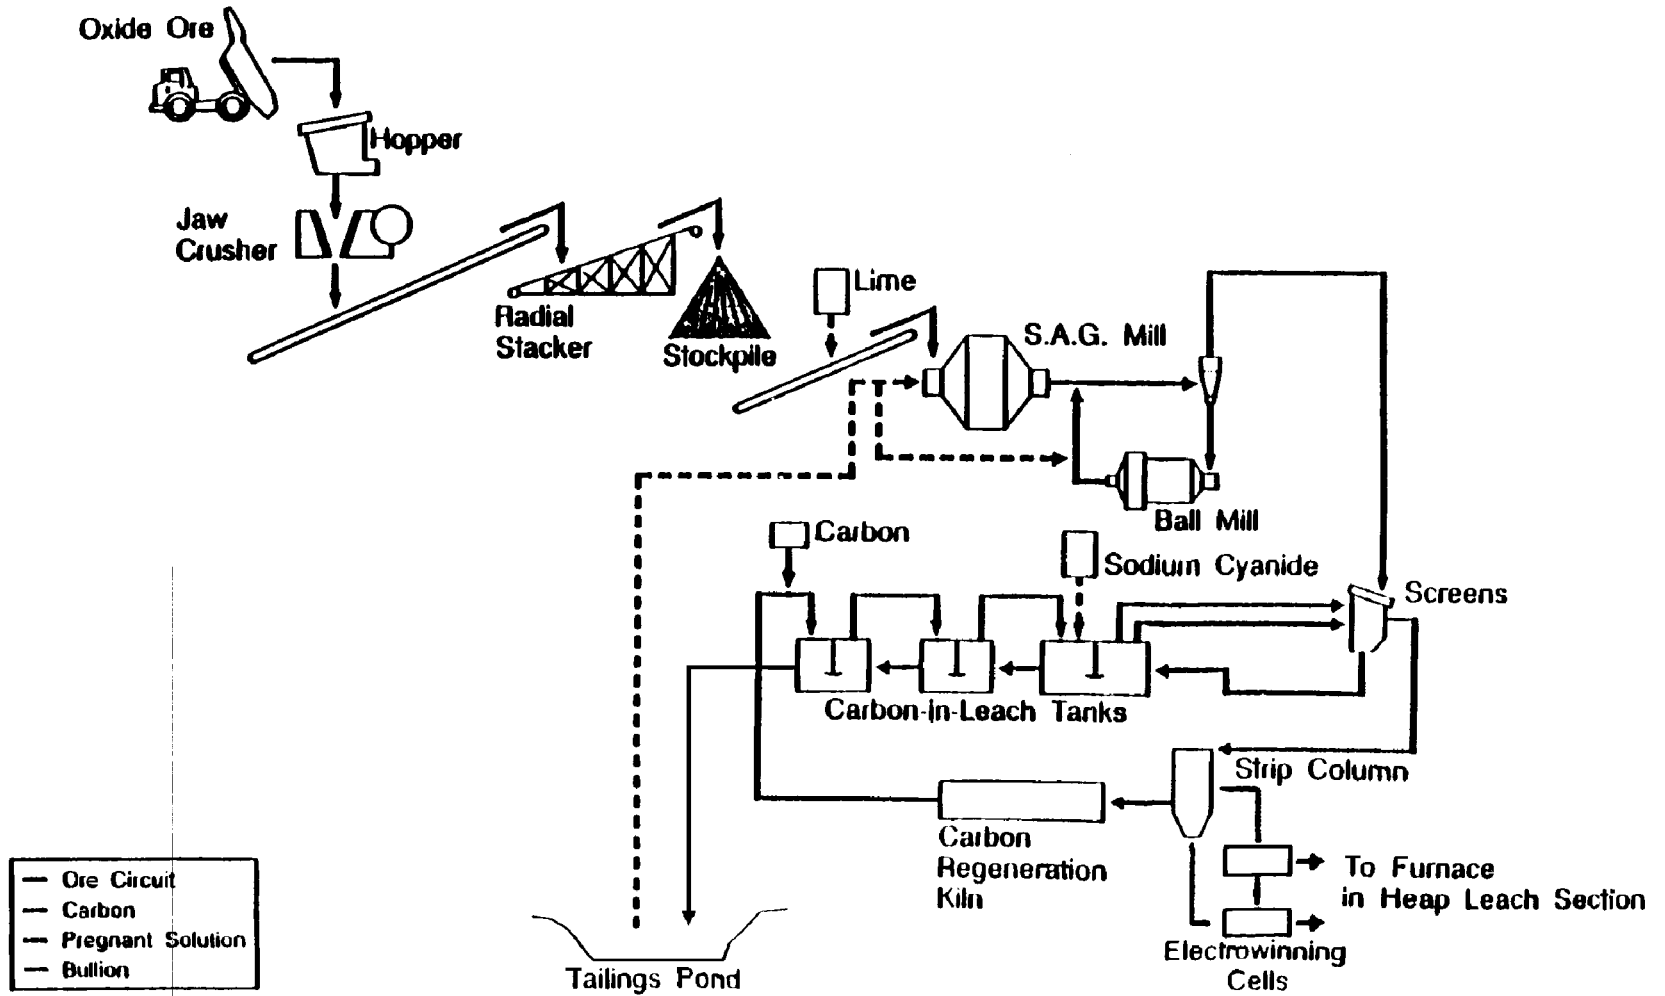 Oxide Ore
Hopper
Jaw
Crusher
Radial
Stacker
Stockpile
Lime
S.A.G. Mill
Ball Mill
Carbon
Sodium Cyanide
Screens
Carbon-in-Leach Tanks
Strip Column
Carbon
Regeneration
Kiln
To Furnace
in Heap Leach Section
Electrowinning
Cells
Tailings Pond
Ore Circuit
Carbon
Pregnant Solution
Bullion